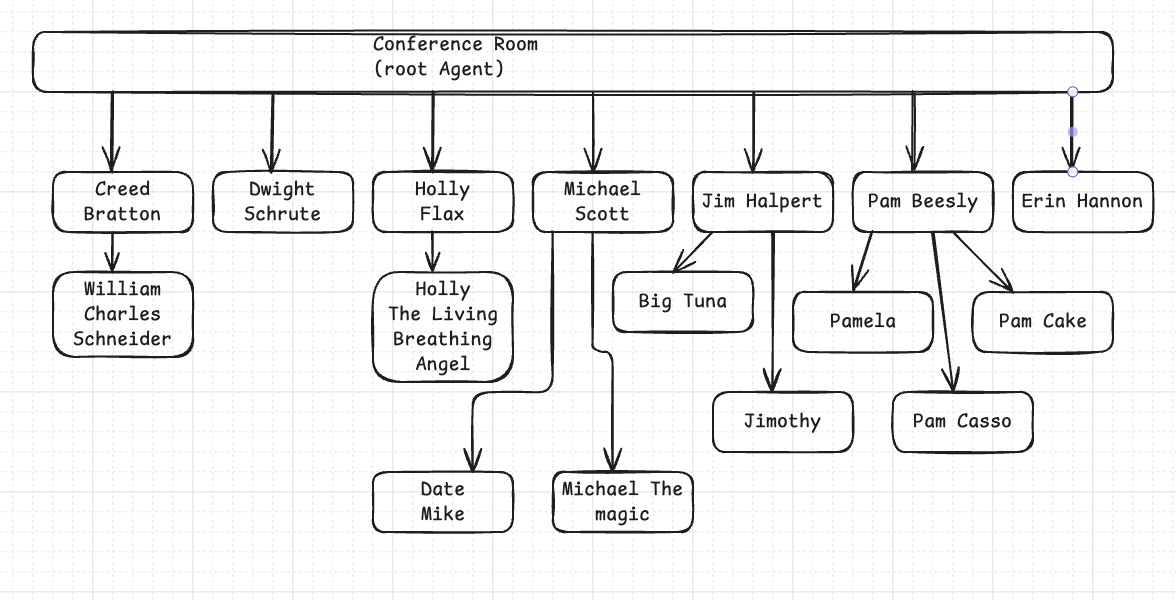 Conference Room
(root Agent)
Creed
Bratton
Dwight
Schrute
Holly
Flax
Michael
Scott
Jim Halpert
Pam Beesly
Erin Hannon
William
Charles
Schneider
Holly
The Living
Breathing
Angel
Big Tuna
Pamela
Pam Cake
Jimothy
Pam Casso
Date
Mike
Michael The
magic